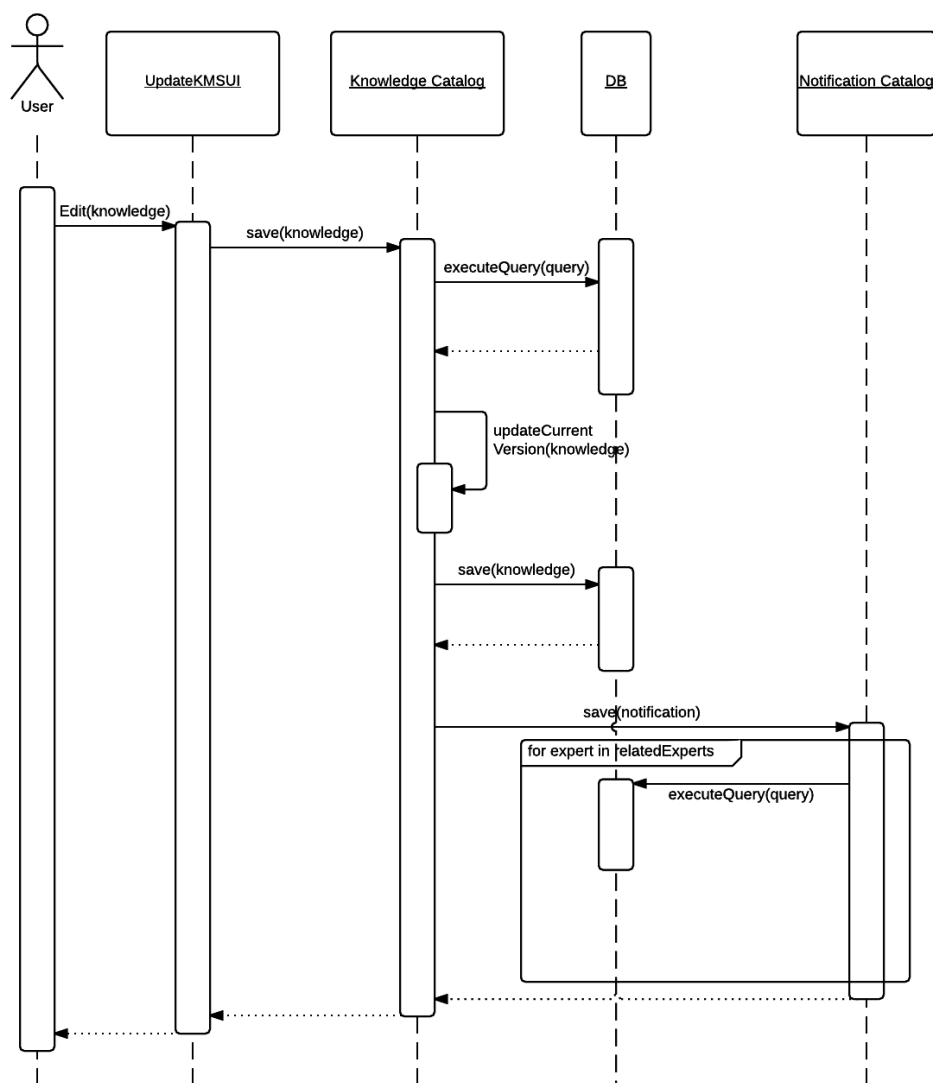 User
UpdateKMSUI
Knowledge Catalog
DB
Notification Catalog
Edit(knowledge)
save(knowledge)
executeQuery(query)
updateCurrent
Version(knowledge)
save(knowledge)
save(notification)
for expert in relatedExperts
executeQuery(query)